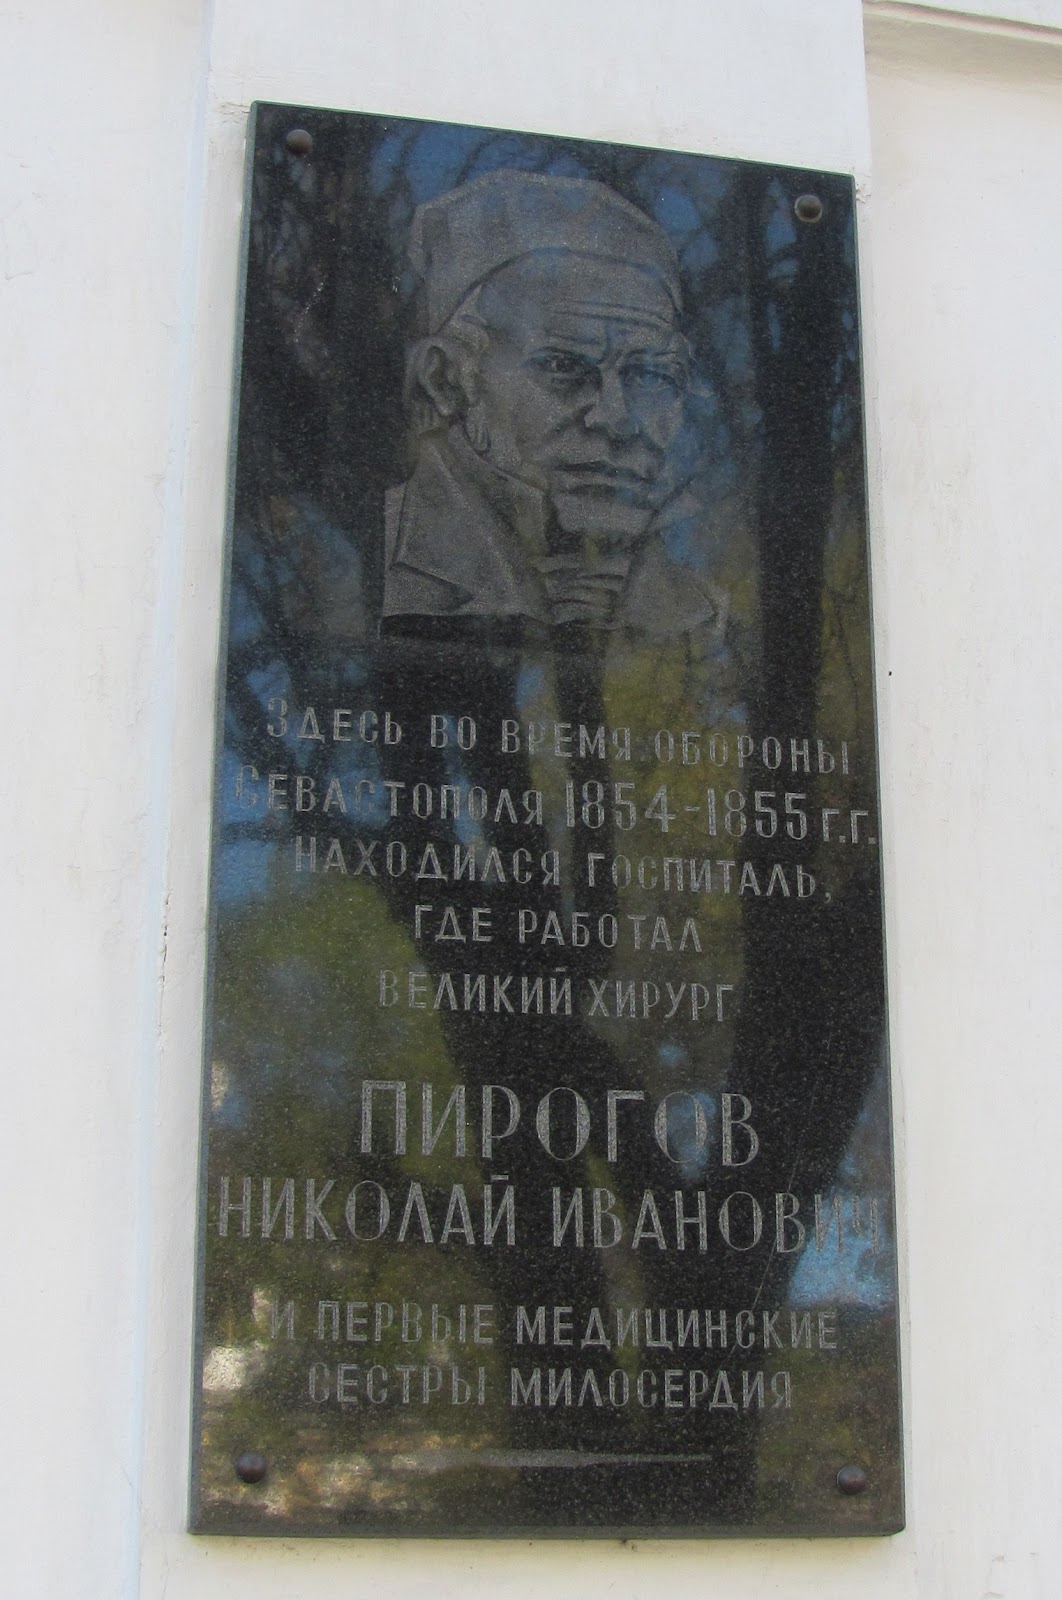 Здесь во время обороны
Севастополя 1854-1855 г.г.
находился госпиталь,
где работал
великий хирург
ПИРОГОВ
НИКОЛАЙ ИВАНОВИЧ
и первые медицинские
сестры милосердия